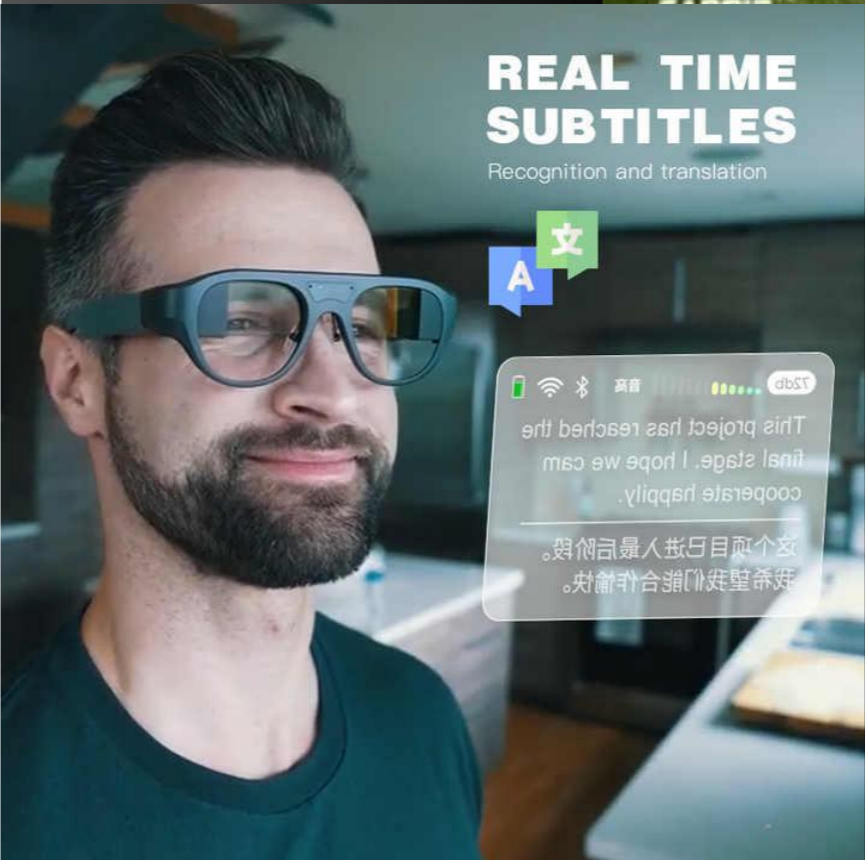 REAL TIME
SUBTITLES
Recognition and translation
A
文
音高
72db
This project has reached the
final stage. I hope we cam
cooperate happily.
这个项目已进入最后阶段。
我希望我们能合作愉快。